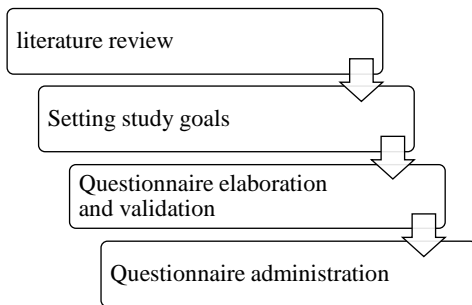 literature review
Setting study goals
Questionnaire elaboration
and validation
Questionnaire administration